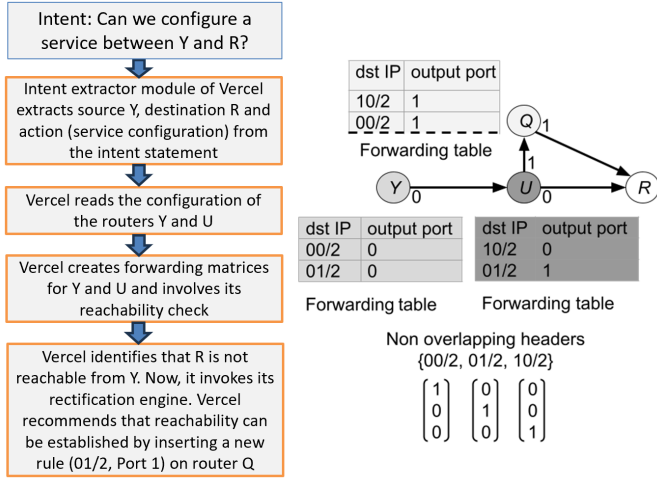 Intent: Can we configure a
service between Y and R?
Intent extractor module of Vercel
extracts source Y, destination R and
action (service configuration) from
the intent statement
Vercel reads the configuration of
the routers Y and U
Vercel creates forwarding matrices
for Y and U and involves its
reachability check
Vercel identifies that R is not
reachable from Y. Now, it invokes its
rectification engine. Vercel
recommends that reachability can
be established by inserting a new
rule (01/2, Port 1) on router Q
dst IP output port
10/2 1
00/2 1
Forwarding table
Q 1
1
Y 0
U 0
R
dst IP output port
00/2 0
01/2 0
Forwarding table
dst IP output port
10/2 0
01/2 1
Forwarding table
Non overlapping headers
{00/2, 01/2, 10/2}
1 0 0
0 1 0
0 0 1